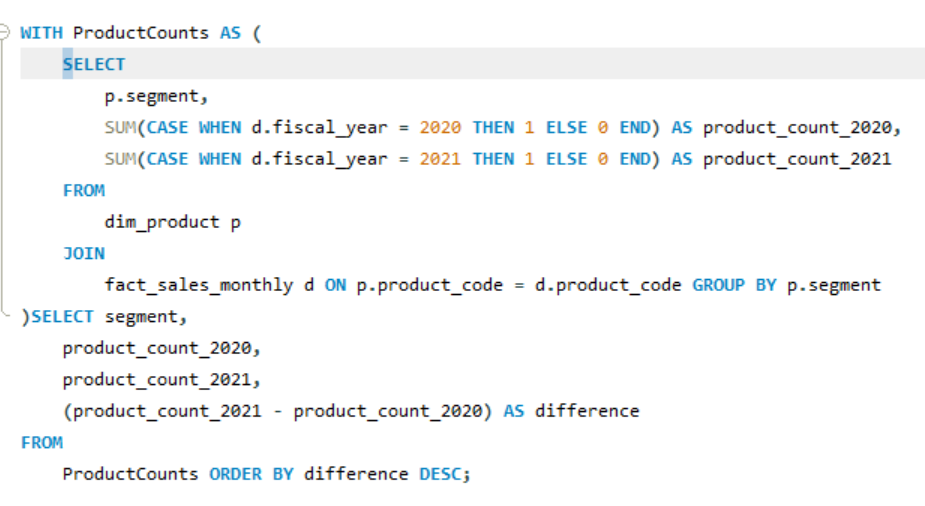 WITH ProductCounts AS (
SELECT
p.segment,
SUM(CASE WHEN d.fiscal_year = 2020 THEN 1 ELSE 0 END) AS product_count_2020,
SUM(CASE WHEN d.fiscal_year = 2021 THEN 1 ELSE 0 END) AS product_count_2021
FROM
dim_product p
JOIN
fact_sales_monthly d ON p.product_code = d.product_code GROUP BY p.segment
)SELECT segment,
product_count_2020,
product_count_2021,
(product_count_2021 - product_count_2020) AS difference
FROM
ProductCounts ORDER BY difference DESC;